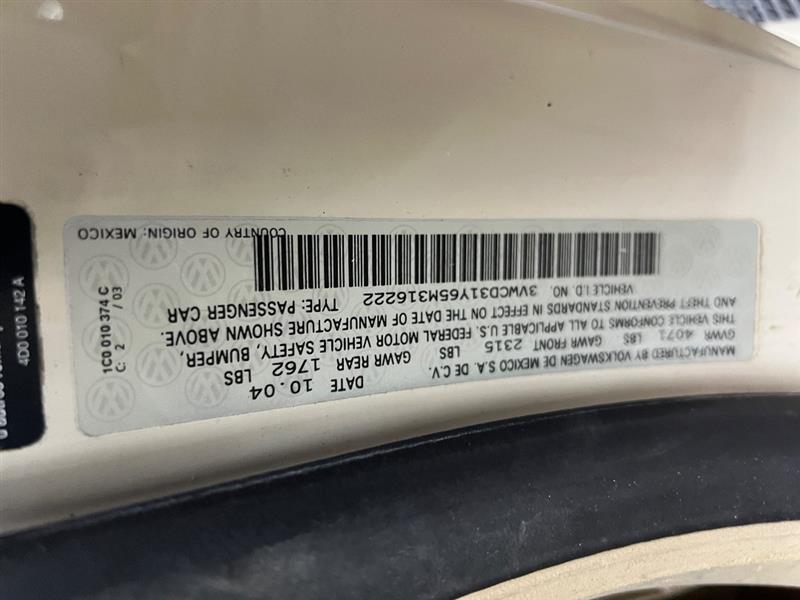 MANUFACTURED BY VOLKSWAGEN DE MEXICO S.A. DE C.V. DATE 10.04
GVWR 4071 LBS GAWR FRONT 2315 LBS GAWR REAR 1762 LBS
THIS VEHICLE CONFORMS TO ALL APPLICABLE U.S. FEDERAL MOTOR VEHICLE SAFETY, BUMPER,
AND THEFT PREVENTION STANDARDS IN EFFECT ON THE DATE OF MANUFACTURE SHOWN ABOVE.
VEHICLE I.D. NO. 3VWCD31Y65M316222 TYPE: PASSENGER CAR
COUNTRY OF ORIGIN: MEXICO
1C0 010 374 C
C: 2 / 03
4D0 010 142 A